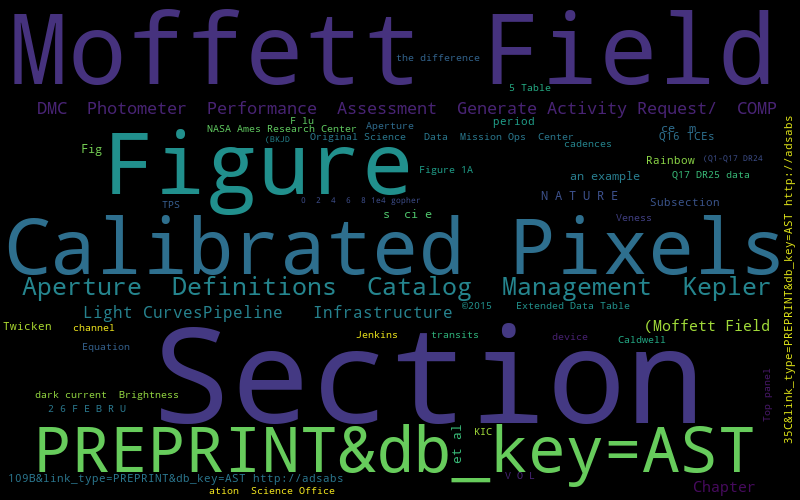 Moffett Field
the difference
5 Table
DMC Photometer Performance Assessment Generate Activity Request/ COMP
F lu
period
NASA Ames Research Center
Aperture
ce m
(BKJD
Original Science Data Mission Ops Center
Q16 TCEs
Fig
Figure
cadences
Rainbow
(Q1-Q17 DR24
Figure 1A
an example
Q17 DR25 data
TPS
0 2 4 6 8 1e4 gopher
N A T U R E
Subsection
s ci e
Veness
Calibrated Pixels
Aperture Definitions Catalog Management Kepler
Light CurvesPipeline Infrastructure
©2015
Extended Data Table
Twicken
channel
(Moffett Field
Section
Jenkins
transits
device
Caldwell
Equation
dark current Brightness
Top panel
2 6 F E B R U
PREPRINT&db_key=AST
et al
KIC
109B&link_type=PREPRINT&db_key=AST http://adsabs
V O L
Chapter
ation Science Office
35C&link_type=PREPRINT&db_key=AST http://adsabs